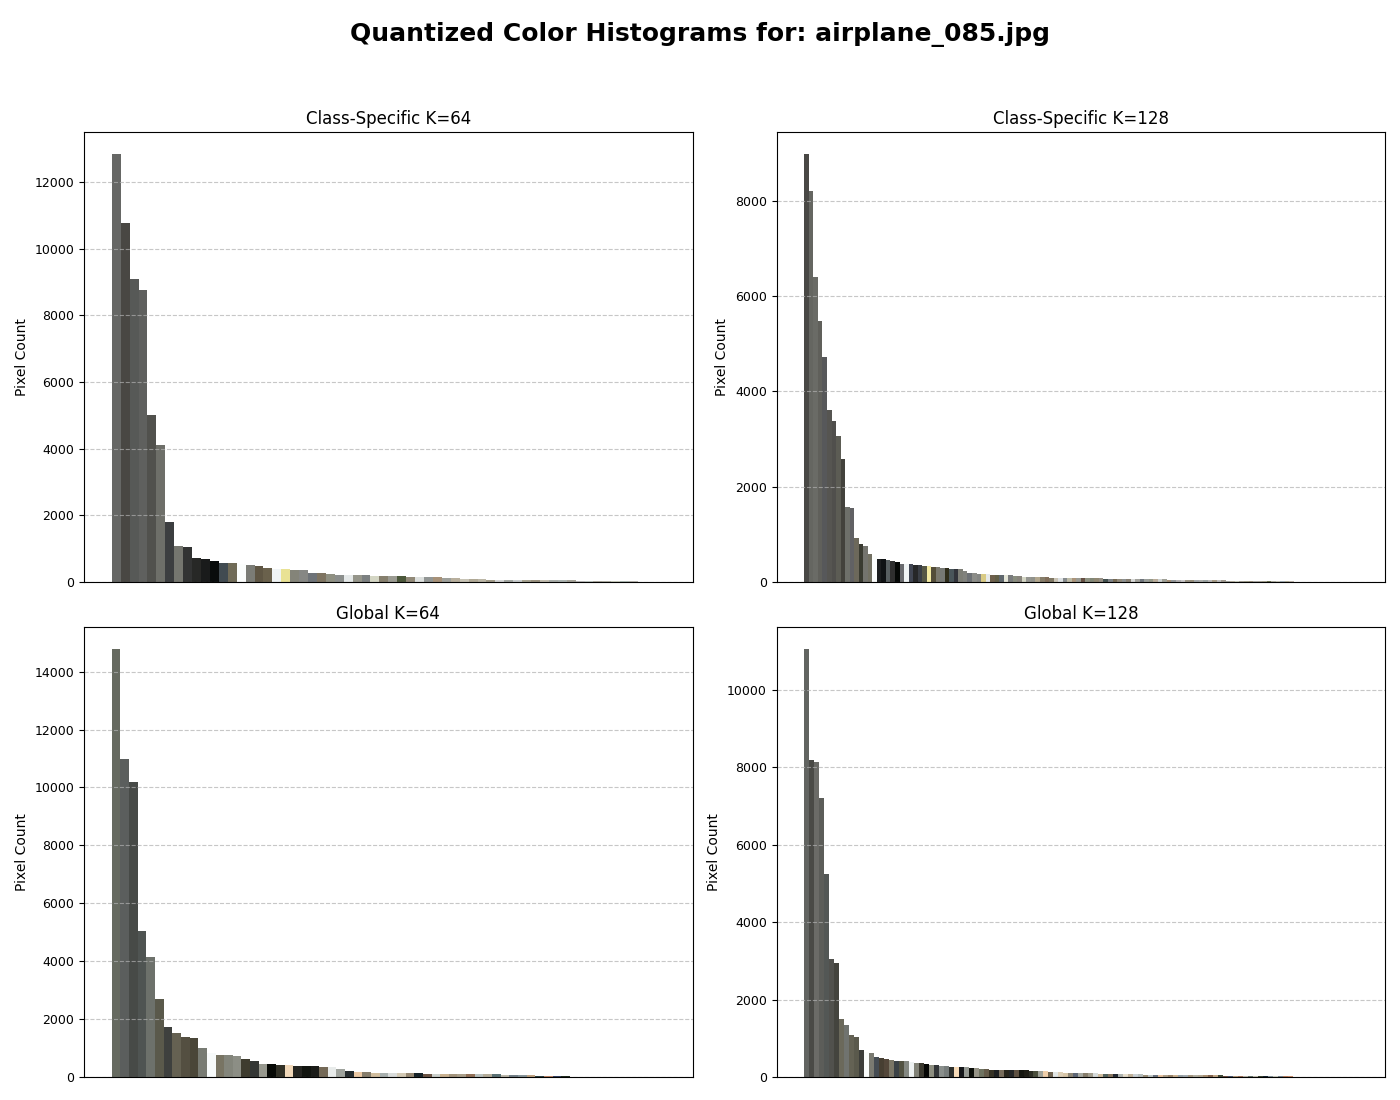 Quantized Color Histograms for: airplane_085.jpg
Class-Specific K=64
Pixel Count
12000
10000
8000
6000
4000
2000
0
Class-Specific K=128
Pixel Count
8000
6000
4000
2000
0
Global K=64
Pixel Count
14000
12000
10000
8000
6000
4000
2000
0
Global K=128
Pixel Count
10000
8000
6000
4000
2000
0